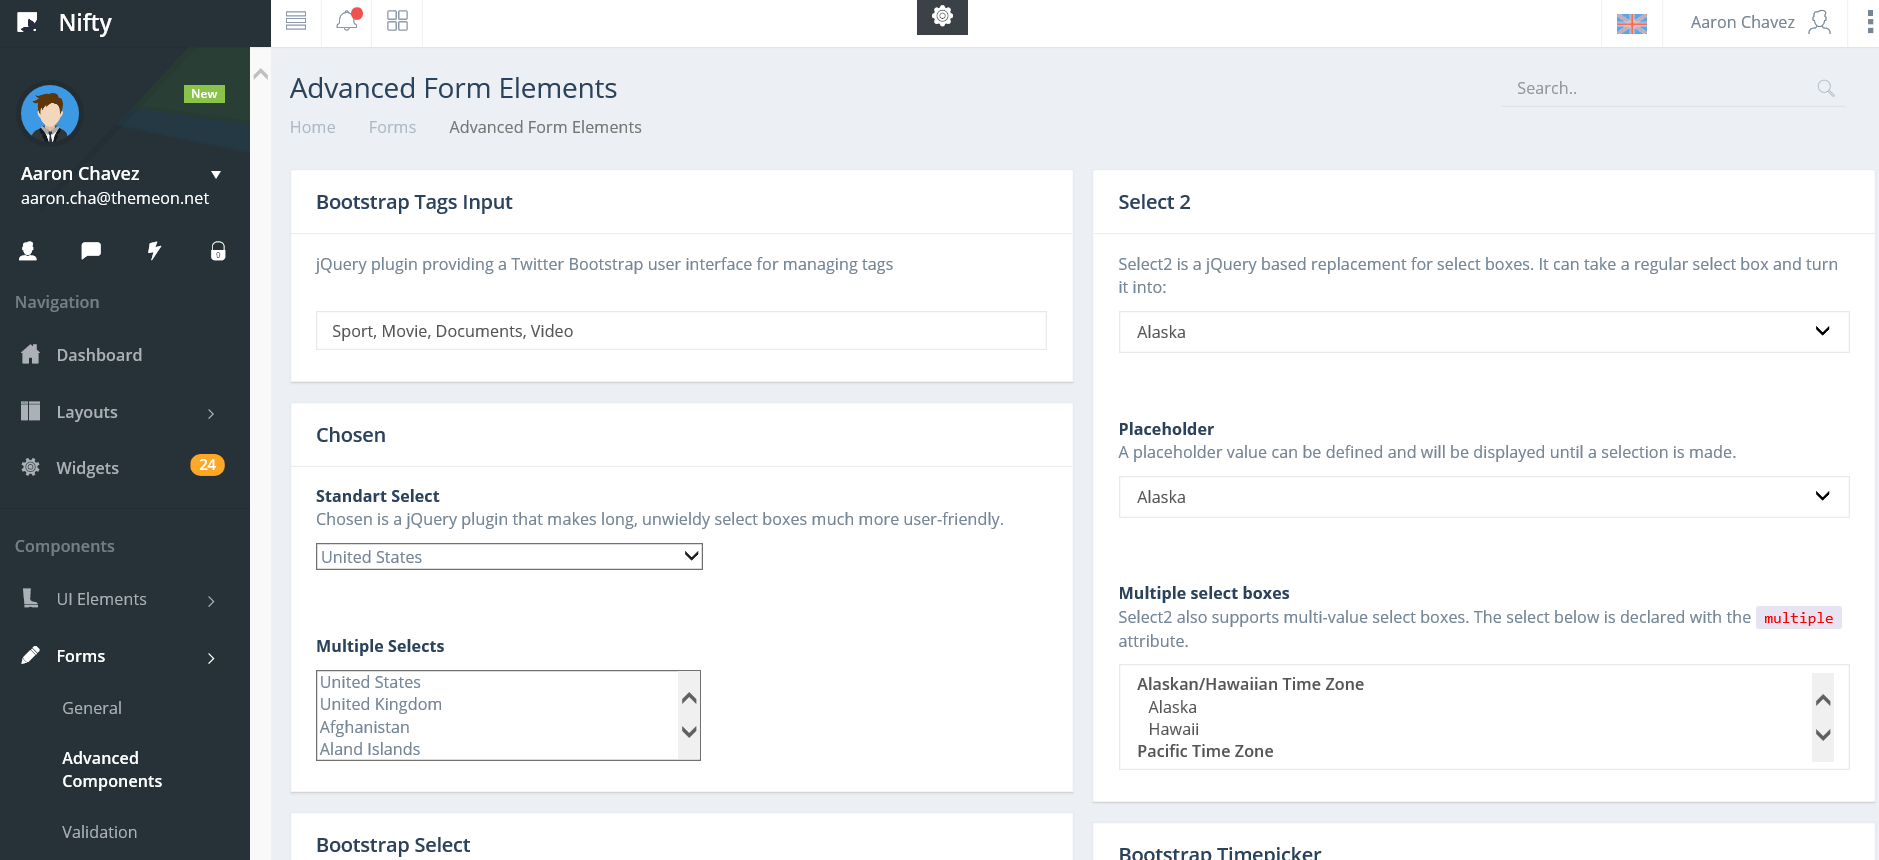 Nifty
Aaron Chavez
New
Aaron Chavez
aaron.cha@themeon.net
Navigation
Dashboard
Layouts
Widgets
24
Components
UI Elements
Forms
General
Advanced
Components
Validation
Advanced Form Elements
Search..
Home Forms Advanced Form Elements
Bootstrap Tags Input
jQuery plugin providing a Twitter Bootstrap user interface for managing tags
Sport, Movie, Documents, Video
Chosen
Standart Select
Chosen is a jQuery plugin that makes long, unwieldy select boxes much more user-friendly.
United States
Multiple Selects
United States
United Kingdom
Afghanistan
Aland Islands
Bootstrap Select
Select 2
Select2 is a jQuery based replacement for select boxes. It can take a regular select box and turn
it into:
Alaska
Placeholder
A placeholder value can be defined and will be displayed until a selection is made.
Alaska
Multiple select boxes
Select2 also supports multi-value select boxes. The select below is declared with the multiple
attribute.
Alaskan/Hawaiian Time Zone
Alaska
Hawaii
Pacific Time Zone
Bootstrap Timepicker